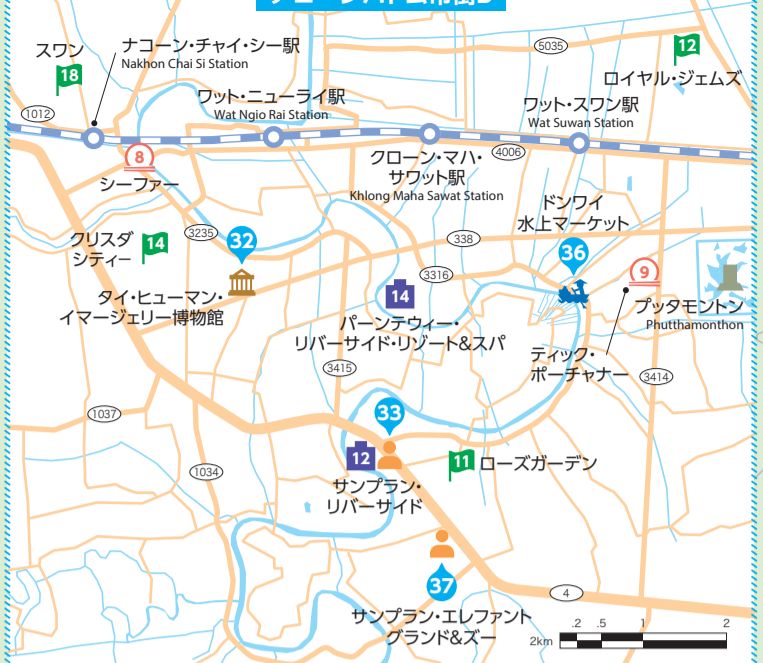 5035
12
ロイヤル・ジェムズ
スワン
18
ナコーン・チャイ・シー駅
Nakhon Chai Si Station
1012
ワット・ニューライ駅
Wat Ngio Rai Station
ワット・スワン駅
Wat Suwan Station
8
シーファー
4006
クローン・マハ・
サワット駅
Khlong Maha Sawat Station
ドンワイ
水上マーケット
クリスダ
シティー
14
3235
32
338
36
3316
9
タイ・ヒューマン・
イマージェリー博物館
14
パーンテウィー・
リバーサイド・リゾート&スパ
プッタモントン
Phutthamonthon
ティック・
ポーチャナー
3415
3414
1037
33
12
11
ローズガーデン
1034
サンプラン・
リバーサイド
37
サンプラン・エレファント
グランド&ズー
4
.2 .5 1 2
2km